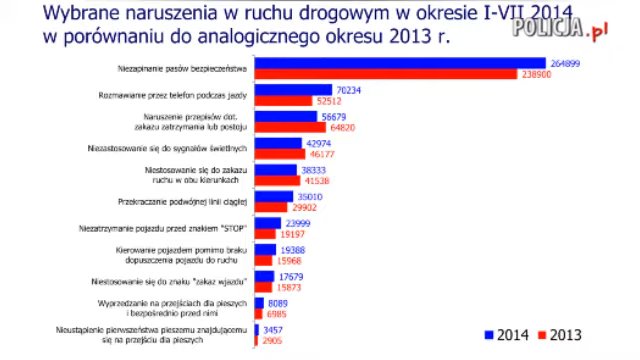 Wybrane naruszenia w ruchu drogowym w okresie I-VII 2014
w porównaniu do analogicznego okresu 2013 r.
POLICJA.pl
Niezapinanie pasów bezpieczeństwa
264899
238900
Rozmawianie przez telefon podczas jazdy
70234
52512
Naruszenie przepisów dot.
zakazu zatrzymania lub postoju
56679
64820
Niezastosowanie się do sygnałów świetlnych
42974
46177
Niestosowanie się do zakazu
ruchu w obu kierunkach
38333
41538
Przekraczanie podwójnej linii ciągłej
35010
29902
Niezatrzymanie pojazdu przed znakiem "STOP"
23999
19197
Kierowanie pojazdem pomimo braku
dopuszczenia pojazdu do ruchu
19388
15968
Niestosowanie się do znaku "zakaz wjazdu"
17679
15873
Wyprzedzanie na przejściach dla pieszych
i bezpośrednio przed nimi
8089
6985
Nieustąpienie pierwszeństwa pieszemu znajdującemu
się na przejściu dla pieszych
3457
2905
2014
2013